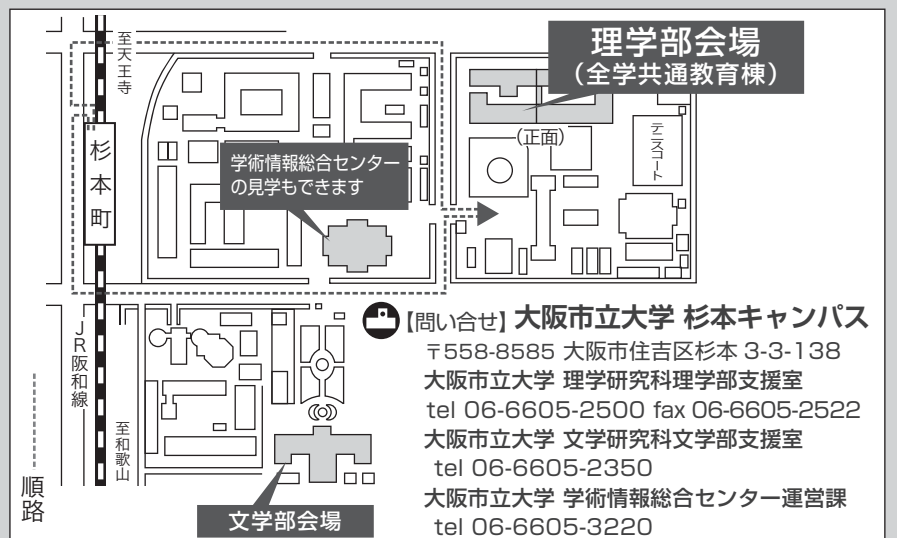 至天王寺
理学部会場
(全学共通教育棟)
(正面)
テニスコート
杉本町
学術情報総合センター
の見学もできます
JR阪和線
至和歌山
順路
文学部会場
【問い合せ】大阪市立大学 杉本キャンパス
〒558-8585 大阪市住吉区杉本 3-3-138
大阪市立大学 理学研究科理学部支援室
tel 06-6605-2500 fax 06-6605-2522
大阪市立大学 文学研究科文学部支援室
tel 06-6605-2350
大阪市立大学 学術情報総合センター運営課
tel 06-6605-3220